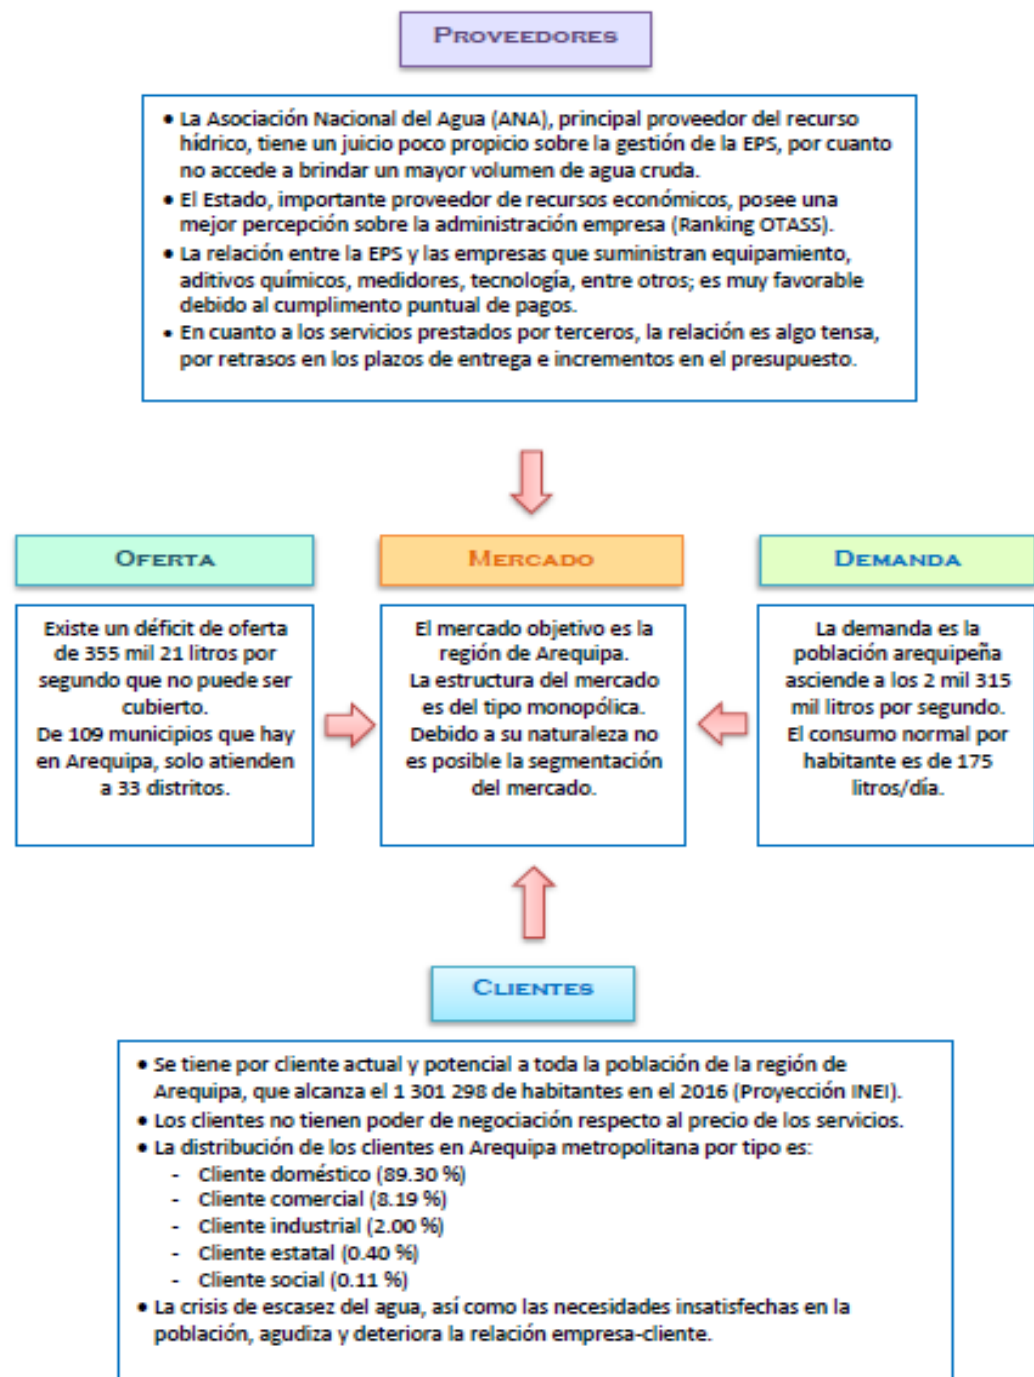 PROVEEDORES
• La Asociación Nacional del Agua (ANA), principal proveedor del recurso
hídrico, tiene un juicio poco propicio sobre la gestión de la EPS, por cuanto
no accede a brindar un mayor volumen de agua cruda.
• El Estado, importante proveedor de recursos económicos, posee una
mejor percepción sobre la administración empresa (Ranking OTASS).
• La relación entre la EPS y las empresas que suministran equipamiento,
aditivos químicos, medidores, tecnología, entre otros; es muy favorable
debido al cumplimento puntual de pagos.
• En cuanto a los servicios prestados por terceros, la relación es algo tensa,
por retrasos en los plazos de entrega e incrementos en el presupuesto.
OFERTA
Existe un déficit de oferta
de 355 mil 21 litros por
segundo que no puede ser
cubierto.
De 109 municipios que hay
en Arequipa, solo atienden
a 33 distritos.
MERCADO
El mercado objetivo es la
región de Arequipa.
La estructura del mercado
es del tipo monopólica.
Debido a su naturaleza no
es posible la segmentación
del mercado.
DEMANDA
La demanda es la
población arequipeña
asciende a los 2 mil 315
mil litros por segundo.
El consumo normal por
habitante es de 175
litros/día.
CLIENTES
• Se tiene por cliente actual y potencial a toda la población de la región de
Arequipa, que alcanza el 1 301 298 de habitantes en el 2016 (Proyección INEI).
• Los clientes no tienen poder de negociación respecto al precio de los servicios.
• La distribución de los clientes en Arequipa metropolitana por tipo es:
- Cliente doméstico (89.30 %)
- Cliente comercial (8.19 %)
- Cliente industrial (2.00 %)
- Cliente estatal (0.40 %)
- Cliente social (0.11 %)
• La crisis de escasez del agua, así como las necesidades insatisfechas en la
población, agudiza y deteriora la relación empresa-cliente.